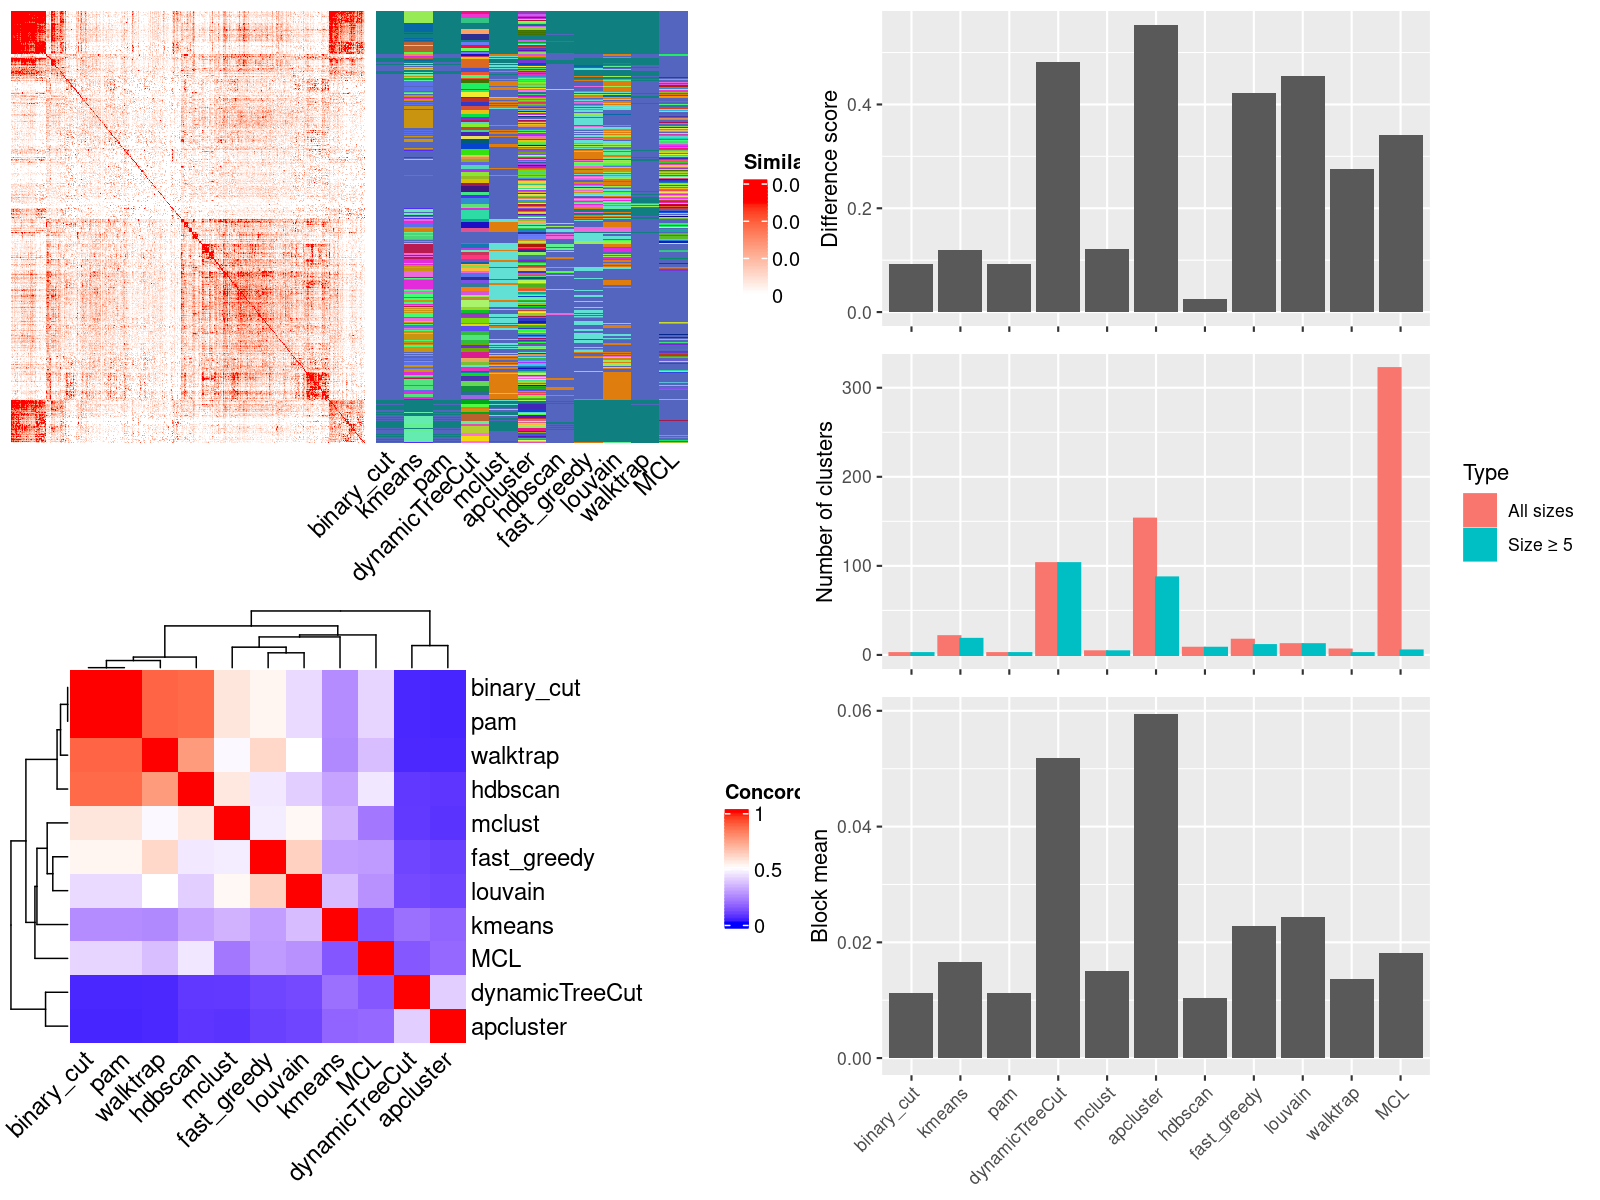 Simila
0.0
0.0
0.0
0
binary_cut
kmeans
pam
dynamicTreeCut
mclust
apcluster
hdbscan
fast_greedy
louvain
walktrap
MCL
binary_cut
pam
walktrap
hdbscan
mclust
fast_greedy
louvain
kmeans
MCL
dynamicTreeCut
apcluster
binary_cut
pam
walktrap
hdbscan
mclust
fast_greedy
louvain
kmeans
MCL
dynamicTreeCut
apcluster
Concord
1
0.5
0
Difference score
0.4
0.2
0.0
Number of clusters
300
200
100
0
Type
All sizes
Size ≥ 5
Block mean
0.06
0.04
0.02
0.00
binary_cut
kmeans
pam
dynamicTreeCut
mclust
apcluster
hdbscan
fast_greedy
louvain
walktrap
MCL